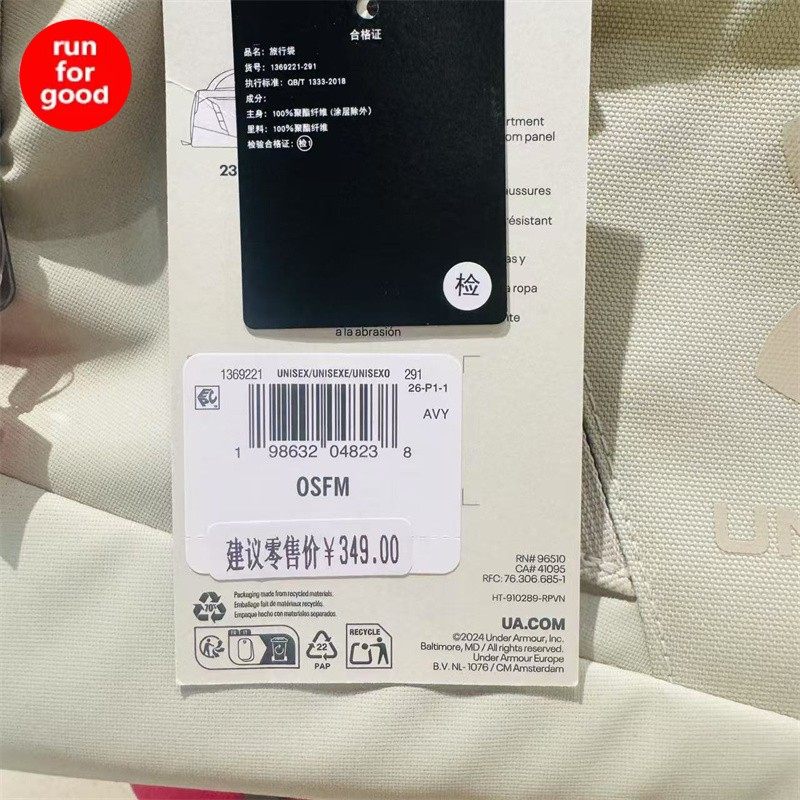 run
for
good
合格证
品名：旅行袋
货号：1369221-291
执行标准：QB/T 1333-2018
成分：
主身：100%聚酯纤维（涂层除外）
里料：100%聚酯纤维
检验合格证：检1
检
23
om panel
résistant
as y
a ropa
a la abrasión
1369221 UNISEX/UNISEXE/UNISEXO 291
26-P1-1
AVY
1 98632 04823 8
OSFM
建议零售价￥349.00
RN# 96510
CA# 41095
RFC: 76.306.685-1
HT-910289-RPVN
Packaging made from recycled materials.
Emballage fait de matériaux recyclés.
Empaque hecho con materiales reciclados.
70%
22
PAP
RECYCLE
UA.COM
©2024 Under Armour, Inc.
Baltimore, MD / All rights reserved.
Under Armour Europe
B.V. NL- 1076 / CM Amsterdam
UN